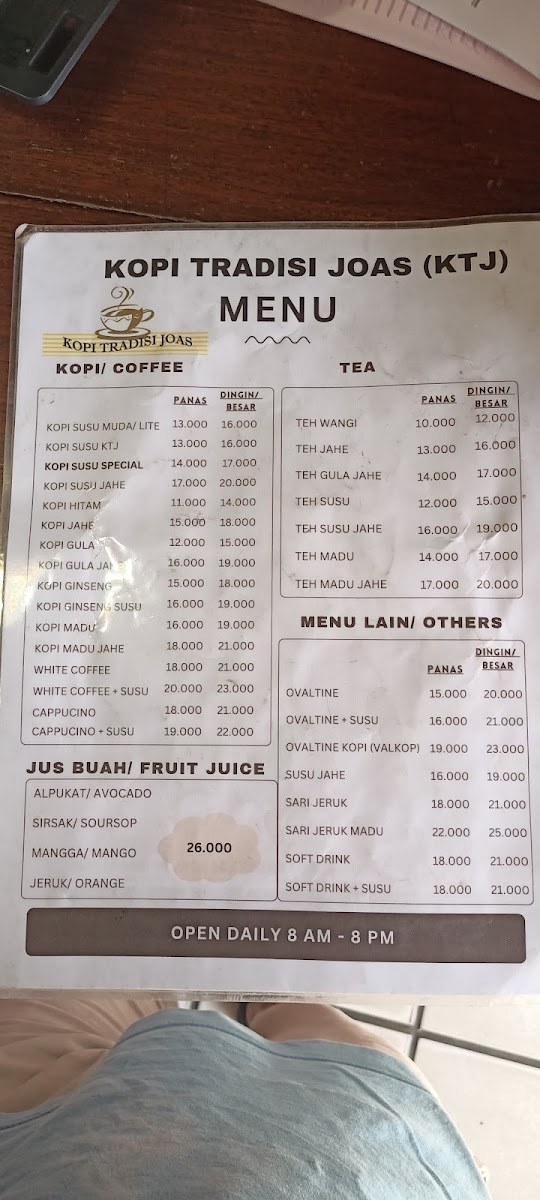 KOPI TRADISI JOAS (KTJ)
MENU
KOPI TRADISI JOAS
KOPI/ COFFEE
PANAS DINGIN/ BESAR
KOPI SUSU MUDA/ LITE 13.000 16.000
KOPI SUSU KTJ 13.000 16.000
KOPI SUSU SPECIAL 14.000 17.000
KOPI SUSU JAHE 17.000 20.000
KOPI HITAM 11.000 14.000
KOPI JAHE 15.000 18.000
KOPI GULA 12.000 15.000
KOPI GULA JAHE 16.000 19.000
KOPI GINSENG 15.000 18.000
KOPI GINSENG SUSU 16.000 19.000
KOPI MADU 16.000 19.000
KOPI MADU JAHE 18.000 21.000
WHITE COFFEE 18.000 21.000
WHITE COFFEE + SUSU 20.000 23.000
CAPPUCINO 18.000 21.000
CAPPUCINO + SUSU 19.000 22.000
JUS BUAH/ FRUIT JUICE
ALPUKAT/ AVOCADO
SIRSAK/ SOURSOP
MANGGA/ MANGO
26.000
JERUK/ ORANGE
TEA
PANAS DINGIN/ BESAR
TEH WANGI 10.000 12.000
TEH JAHE 13.000 16.000
TEH GULA JAHE 14.000 17.000
TEH SUSU 12.000 15.000
TEH SUSU JAHE 16.000 19.000
TEH MADU 14.000 17.000
TEH MADU JAHE 17.000 20.000
MENU LAIN/ OTHERS
PANAS DINGIN/ BESAR
OVALTINE 15.000 20.000
OVALTINE + SUSU 16.000 21.000
OVALTINE KOPI (VALKOP) 19.000 23.000
SUSU JAHE 16.000 19.000
SARI JERUK 18.000 21.000
SARI JERUK MADU 22.000 25.000
SOFT DRINK 18.000 21.000
SOFT DRINK + SUSU 18.000 21.000
OPEN DAILY 8 AM - 8 PM